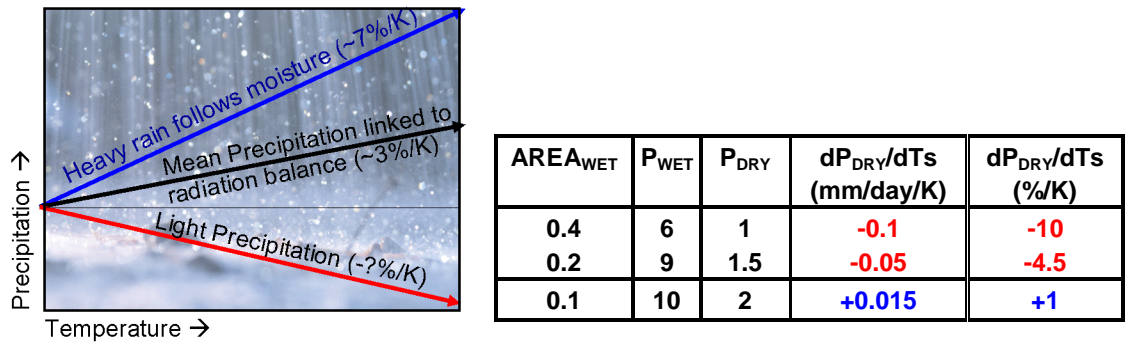 Heavy rain follows moisture (~7%/K)
Mean Precipitation linked to
radiation balance (~3%/K)
Light Precipitation (-?%/K)
Precipitation →
Temperature →
AREAWET PWET PDRY dPDRY/dTs dPDRY/dTs
(mm/day/K) (%/K)
0.4 6 1 -0.1 -10
0.2 9 1.5 -0.05 -4.5
0.1 10 2 +0.015 +1